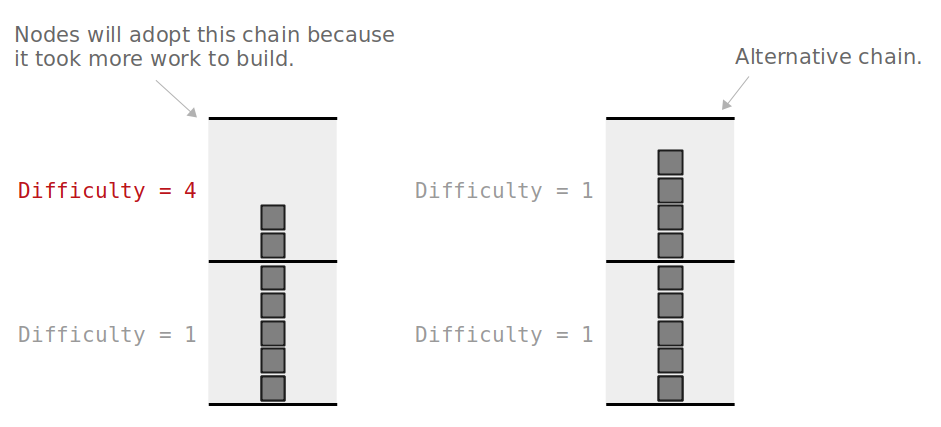 Nodes will adopt this chain because
it took more work to build.
Alternative chain.
Difficulty = 4
Difficulty = 1
Difficulty = 1
Difficulty = 1